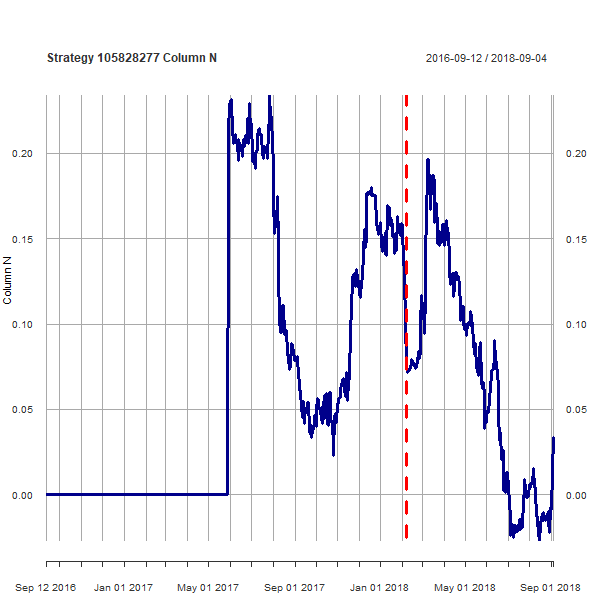 Strategy 105828277 Column N
2016-09-12 / 2018-09-04
0.20
0.20
0.15
0.15
Column N
0.10
0.10
0.05
0.05
0.00
0.00
Sep 12 2016
Jan 01 2017
May 01 2017
Sep 01 2017
Jan 01 2018
May 01 2018
Sep 01 2018